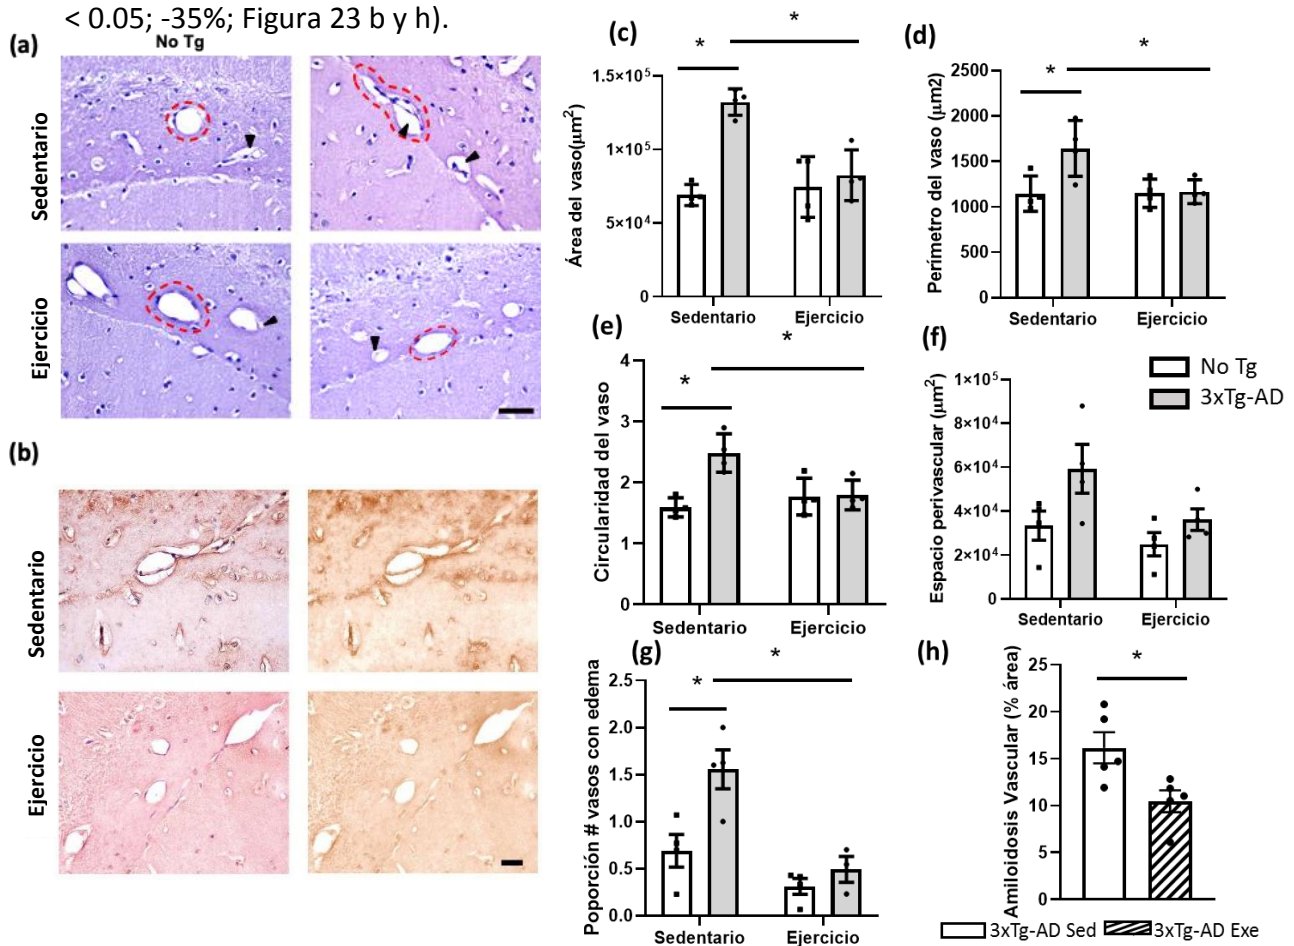 < 0.05; -35%; Figura 23 b y h).
(a)
No Tg
Sedentario
Ejercicio
(b)
Sedentario
Ejercicio
(c)
*
*
Área del vaso(μm²)
1.5×10⁵
1×10⁵
5×10⁴
0
Sedentario
Ejercicio
(d)
*
*
Perímetro del vaso (μm2)
2500
2000
1500
1000
500
0
Sedentario
Ejercicio
(e)
*
*
Circularidad del vaso
4
3
2
1
0
Sedentario
Ejercicio
(f)
No Tg
3xTg-AD
Espacio perivascular (μm²)
1×10⁵
8×10⁴
6×10⁴
4×10⁴
2×10⁴
0
Sedentario
Ejercicio
(g)
*
*
Poporción # vasos con edema
2.5
2.0
1.5
1.0
0.5
0.0
Sedentario
Ejercicio
(h)
*
Amiloidosis Vascular (% área)
25
20
15
10
5
0
3xTg-AD Sed
3xTg-AD Exe